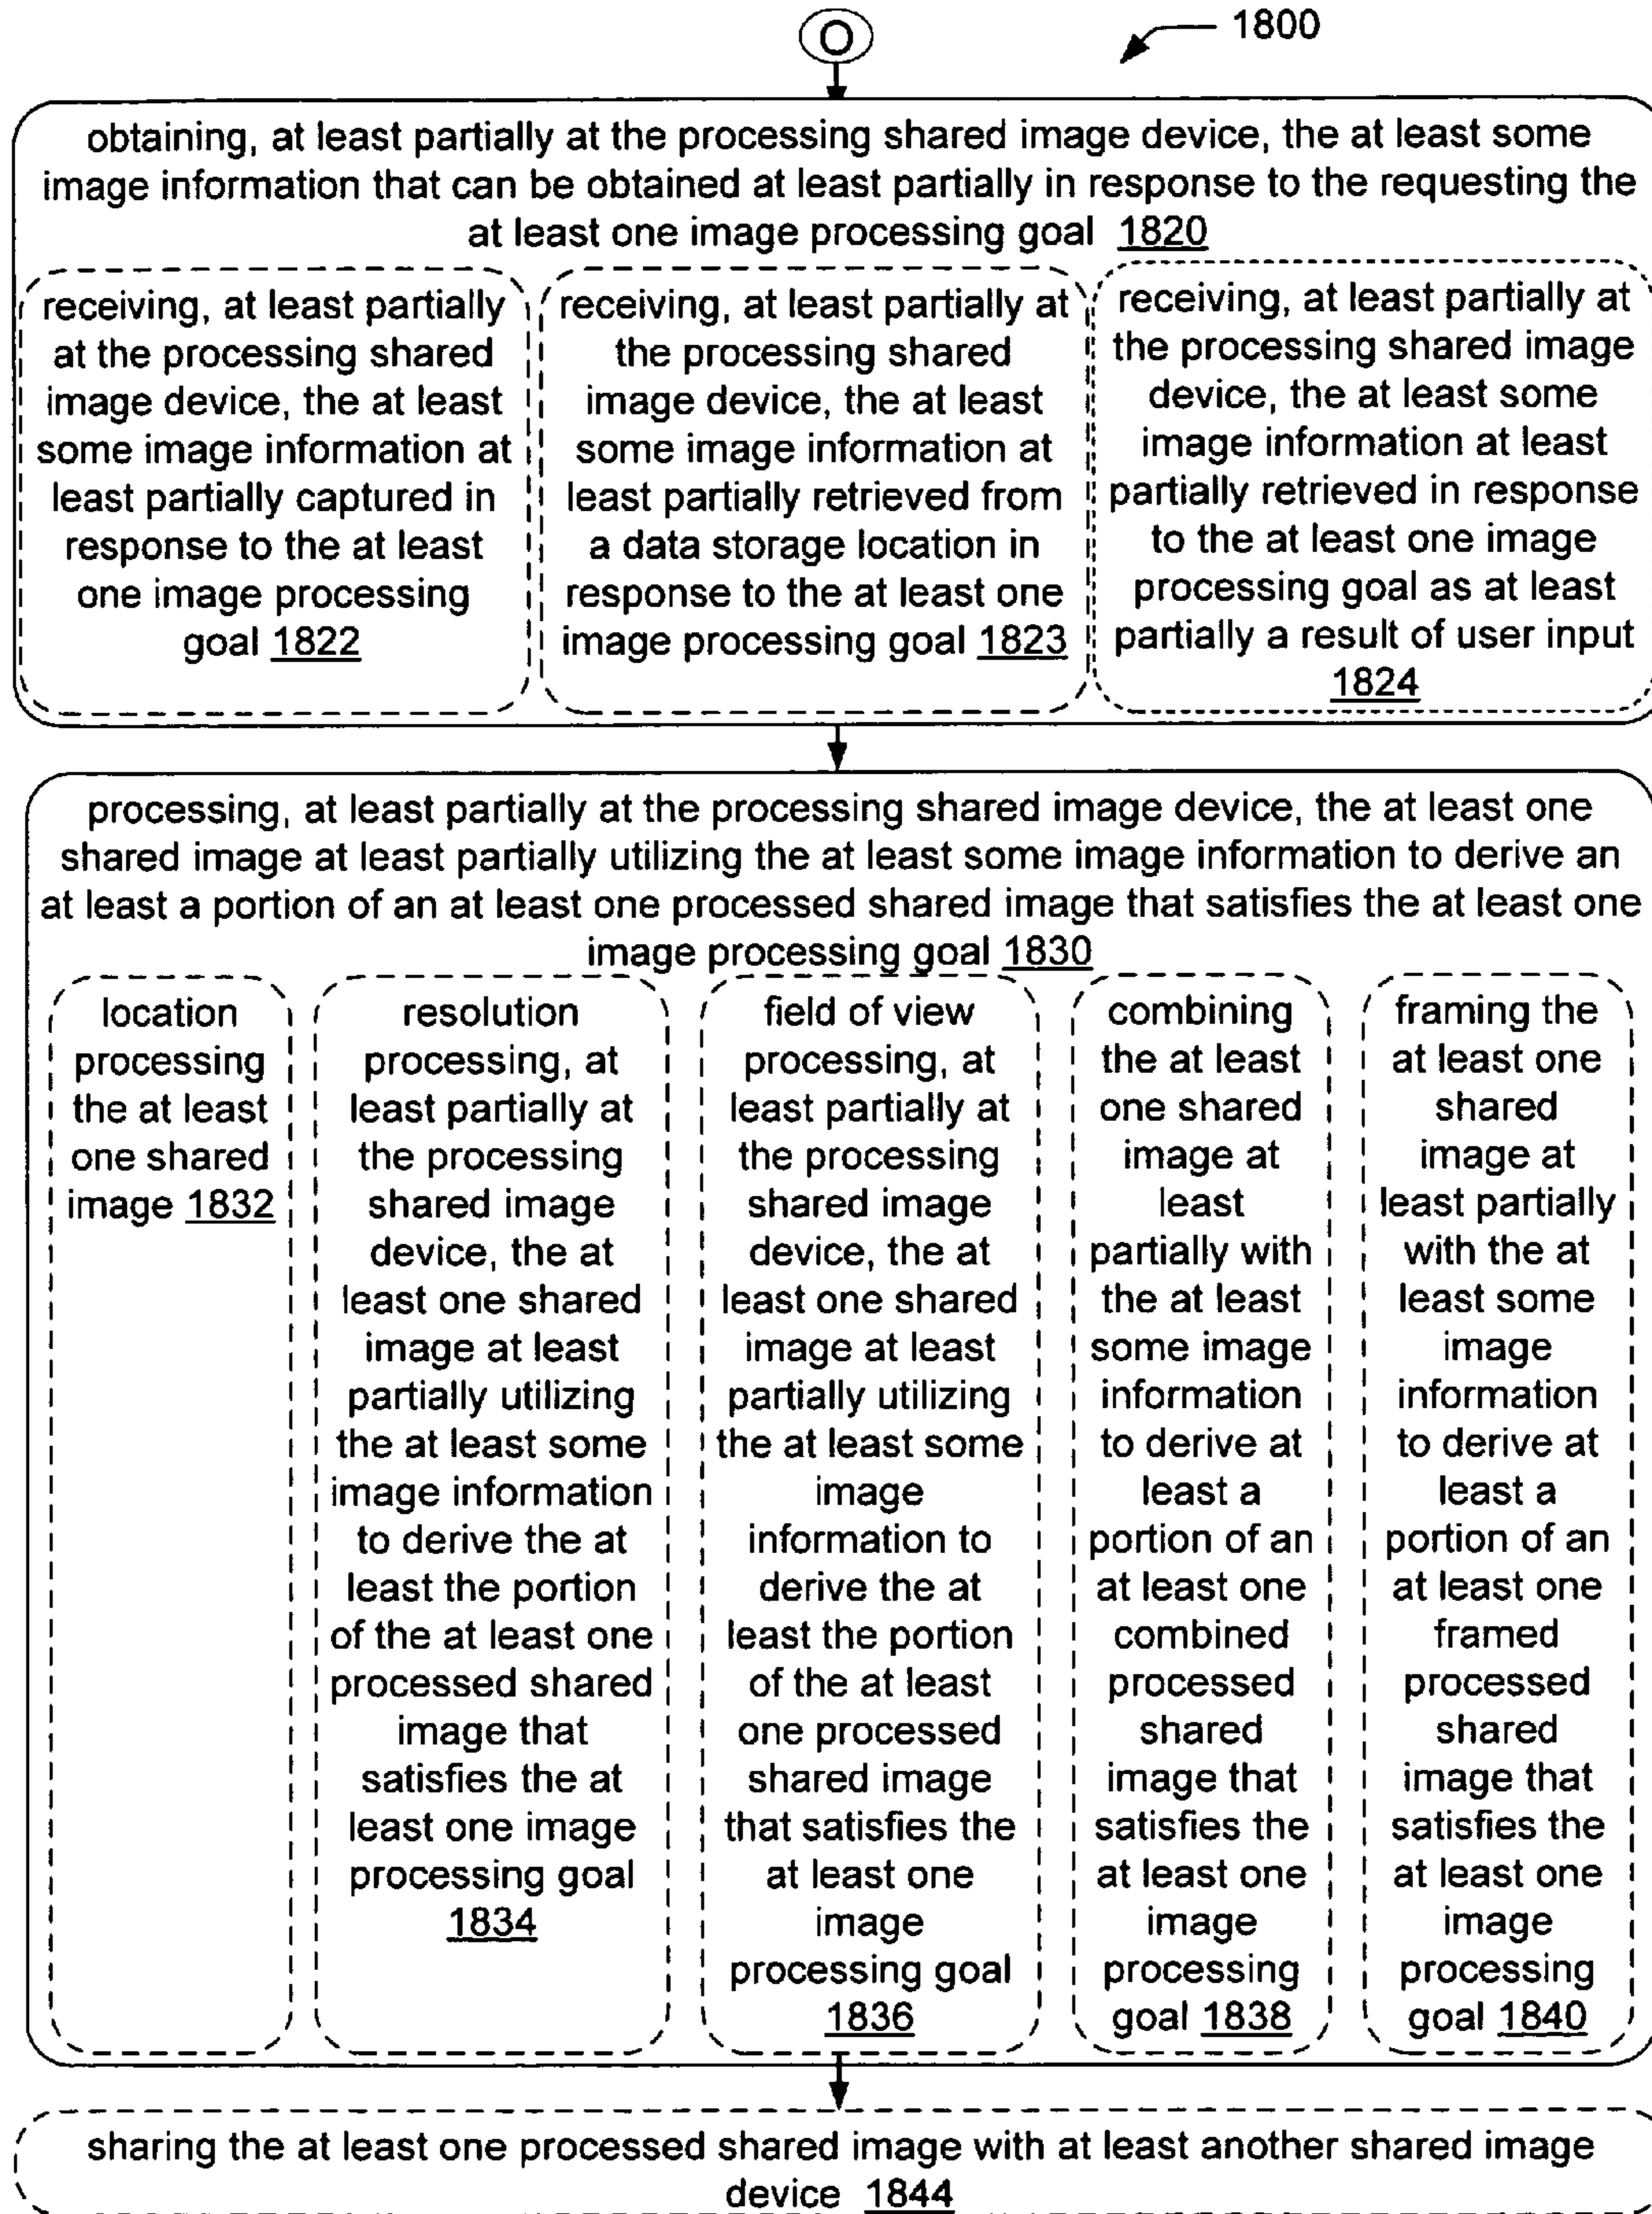 O
1800
obtaining, at least partially at the processing shared image device, the at least some
image information that can be obtained at least partially in response to the requesting the
at least one image processing goal 1820
receiving, at least partially
at the processing shared
image device, the at least
some image information at
least partially captured in
response to the at least
one image processing
goal 1822
receiving, at least partially at
the processing shared
image device, the at least
some image information at
least partially retrieved from
a data storage location in
response to the at least one
image processing goal 1823
receiving, at least partially at
the processing shared image
device, the at least some
image information at least
partially retrieved in response
to the at least one image
processing goal as at least
partially a result of user input
1824
processing, at least partially at the processing shared image device, the at least one
shared image at least partially utilizing the at least some image information to derive an
at least a portion of an at least one processed shared image that satisfies the at least one
image processing goal 1830
location
processing
the at least
one shared
image 1832
resolution
processing, at
least partially at
the processing
shared image
device, the at
least one shared
image at least
partially utilizing
the at least some
image information
to derive the at
least the portion
of the at least one
processed shared
image that
satisfies the at
least one image
processing goal
1834
field of view
processing, at
least partially at
the processing
shared image
device, the at
least one shared
image at least
partially utilizing
the at least some
image
information to
derive the at
least the portion
of the at least
one processed
shared image
that satisfies the
at least one
image
processing goal
1836
combining
the at least
one shared
image at
least
partially with
the at least
some image
information
to derive at
least a
portion of an
at least one
combined
processed
shared
image that
satisfies the
at least one
image
processing
goal 1838
framing the
at least one
shared
image at
least partially
with the at
least some
image
information
to derive at
least a
portion of an
at least one
framed
processed
shared
image that
satisfies the
at least one
image
processing
goal 1840
sharing the at least one processed shared image with at least another shared image
device 1844